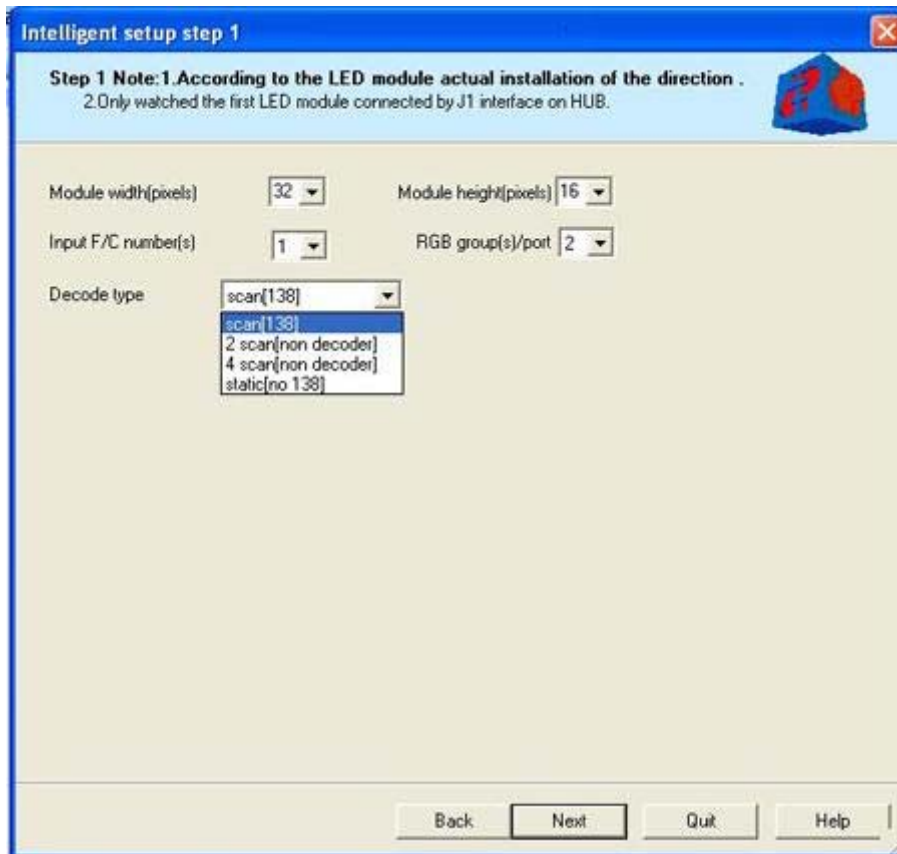 Intelligent setup step 1
Step 1 Note:1.According to the LED module actual installation of the direction .
2.Only watched the first LED module connected by J1 interface on HUB.
Module width(pixels) 32 Module height(pixels) 16
Input F/C number(s) 1 RGB group(s)/port 2
Decode type scan[138]
scan[138]
2 scan[non decoder]
4 scan[non decoder]
static[no 138]
Back Next Quit Help